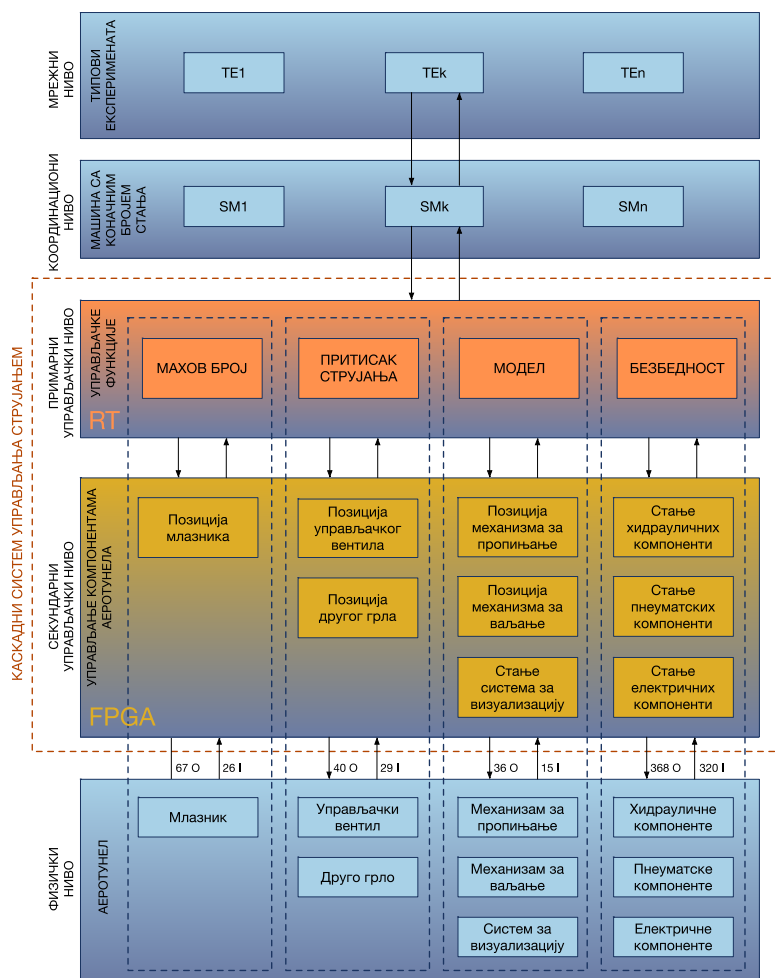 МРЕЖНИ
НИВО
ТИПОВИ
ЕКСПЕРИМЕНАТА
TE1
TEk
TEn
КООРДИНАЦИОНИ
НИВО
МАШИНА СА
КОНАЧНИМ
БРОЈЕМ
СТАЊА
SM1
SMk
SMn
КАСКАДНИ СИСТЕМ УПРАВЉАЊА СТРУЈАЊЕМ
ПРИМАРНИ
УПРАВЉАЧКИ НИВО
УПРАВЉАЧКЕ
ФУНКЦИЈЕ
RT
МАХОВ БРОЈ
ПРИТИСАК
СТРУЈАЊА
МОДЕЛ
БЕЗБЕДНОСТ
СЕКУНДАРНИ
УПРАВЉАЧКИ НИВО
УПРАВЉАЊЕ КОМПОНЕНТАМА
АЕРОТУНЕЛА
FPGA
Позиција
млазника
Позиција
управљачког
вентила
Позиција
другог грла
Позиција
механизма за
пропињање
Позиција
механизма за
ваљање
Стање
система за
визуализацију
Стање
хидрауличних
компоненти
Стање
пнеуматских
компоненти
Стање
електричних
компоненти
67 O
26 I
40 O
29 I
36 O
15 I
368 O
320 I
ФИЗИЧКИ
НИВО
АЕРОТУНЕЛ
Млазник
Управљачки
вентил
Друго грло
Механизам за
пропињање
Механизам за
ваљање
Систем за
визуализацију
Хидрауличне
компоненте
Пнеуматске
компоненте
Електричне
компоненте